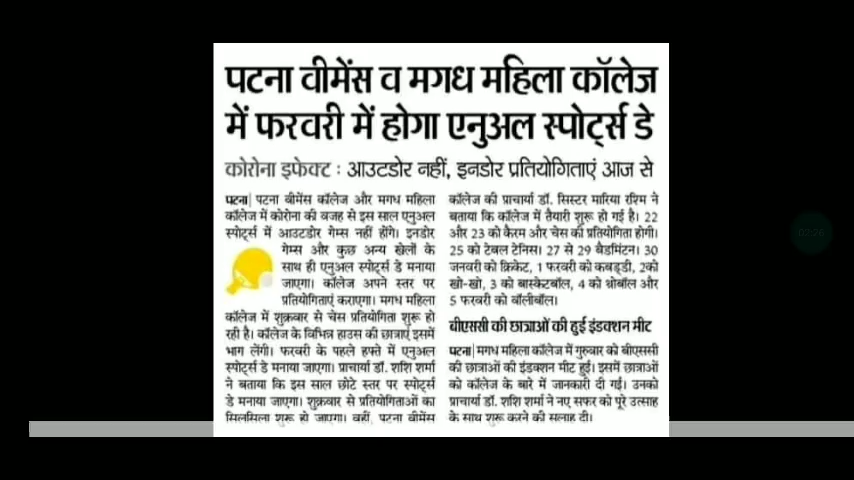 पटना वीमेंस व मगध महिला कॉलेज
में फरवरी में होगा एनुअल स्पोर्ट्स डे
कोरोना इफेक्ट : आउटडोर नहीं, इनडोर प्रतियोगिताएं आज से
पटना| पटना वीमेंस कॉलेज और मगध महिला
कॉलेज में कोरोना की वजह से इस साल एनुअल
स्पोर्ट्स में आउटडोर गेम्स नहीं होंगे। इनडोर
गेम्स और कुछ अन्य खेलों के
साथ ही एनुअल स्पोर्ट्स डे मनाया
जाएगा। कॉलेज अपने स्तर पर
प्रतियोगिताएं कराएगा। मगध महिला
कॉलेज में शुक्रवार से चेस प्रतियोगिता शुरू हो
रही है। कॉलेज के विभिन्न हाउस की छात्राएं इसमें
भाग लेंगी। फरवरी के पहले हफ्ते में एनुअल
स्पोर्ट्स डे मनाया जाएगा। प्राचार्या डॉ. शशि शर्मा
ने बताया कि इस साल छोटे स्तर पर स्पोर्ट्स
डे मनाया जाएगा। शुक्रवार से प्रतियोगिताओं का
सिलसिला शुरू हो जाएगा। वहीं, पटना वीमेंस
कॉलेज की प्राचार्या डॉ. सिस्टर मारिया रश्मि ने
बताया कि कॉलेज में तैयारी शुरू हो गई है। 22
और 23 को कैरम और चेस की प्रतियोगिता होगी।
25 को टेबल टेनिस। 27 से 29 बैडमिंटन। 30
जनवरी को क्रिकेट, 1 फरवरी को कबड्डी, 2को
खो-खो, 3 को बास्केटबॉल, 4 को थ्रोबॉल और
5 फरवरी को वॉलीबॉल।
बीएससी की छात्राओं की हुई इंडक्शन मीट
पटना| मगध महिला कॉलेज में गुरुवार को बीएससी
की छात्राओं की इंडक्शन मीट हुई। इसमें छात्राओं
को कॉलेज के बारे में जानकारी दी गई। उनको
प्राचार्या डॉ. शशि शर्मा ने नए सफर को पूरे उत्साह
के साथ शुरू करने की सलाह दी।
02:26